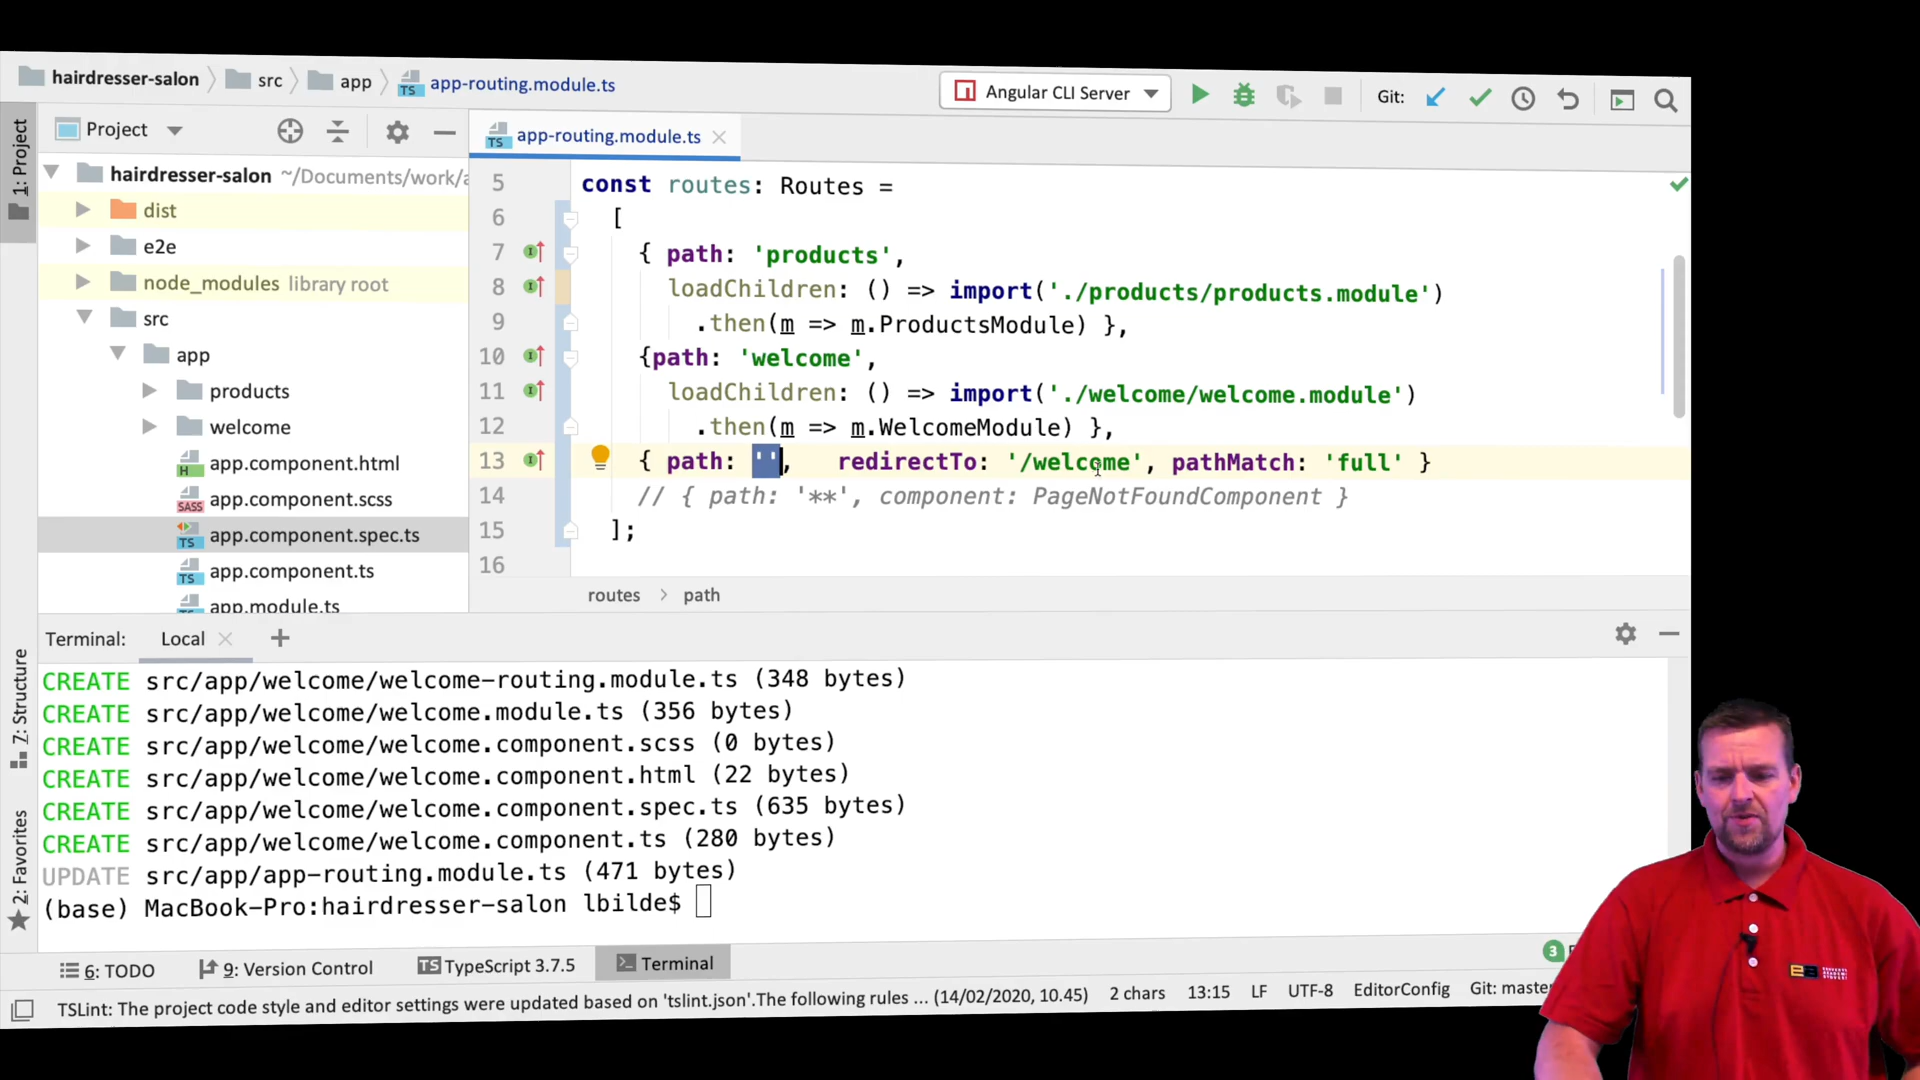 hairdresser-salon
src
app
app-routing.module.ts
Angular CLI Server
Git:
1: Project
Project
app-routing.module.ts
hairdresser-salon ~/Documents/work/a
dist
e2e
node_modules library root
src
app
products
welcome
app.component.html
app.component.scss
app.component.spec.ts
app.component.ts
app.module.ts
5 const routes: Routes =
6 [
7 { path: 'products',
8 loadChildren: () => import('./products/products.module')
9 .then(m => m.ProductsModule) },
10 {path: 'welcome',
11 loadChildren: () => import('./welcome/welcome.module')
12 .then(m => m.WelcomeModule) },
13 { path: '', redirectTo: '/welcome', pathMatch: 'full' }
14 // { path: '**', component: PageNotFoundComponent }
15 ];
16
routes > path
Terminal: Local
CREATE src/app/welcome/welcome-routing.module.ts (348 bytes)
CREATE src/app/welcome/welcome.module.ts (356 bytes)
CREATE src/app/welcome/welcome.component.scss (0 bytes)
CREATE src/app/welcome/welcome.component.html (22 bytes)
CREATE src/app/welcome/welcome.component.spec.ts (635 bytes)
CREATE src/app/welcome/welcome.component.ts (280 bytes)
UPDATE src/app/app-routing.module.ts (471 bytes)
(base) MacBook-Pro:hairdresser-salon lbilde$
7: Structure
2: Favorites
6: TODO
9: Version Control
TypeScript 3.7.5
Terminal
3
TSLint: The project code style and editor settings were updated based on 'tslint.json'.The following rules ... (14/02/2020, 10.45)
2 chars
13:15
LF
UTF-8
EditorConfig
Git: master